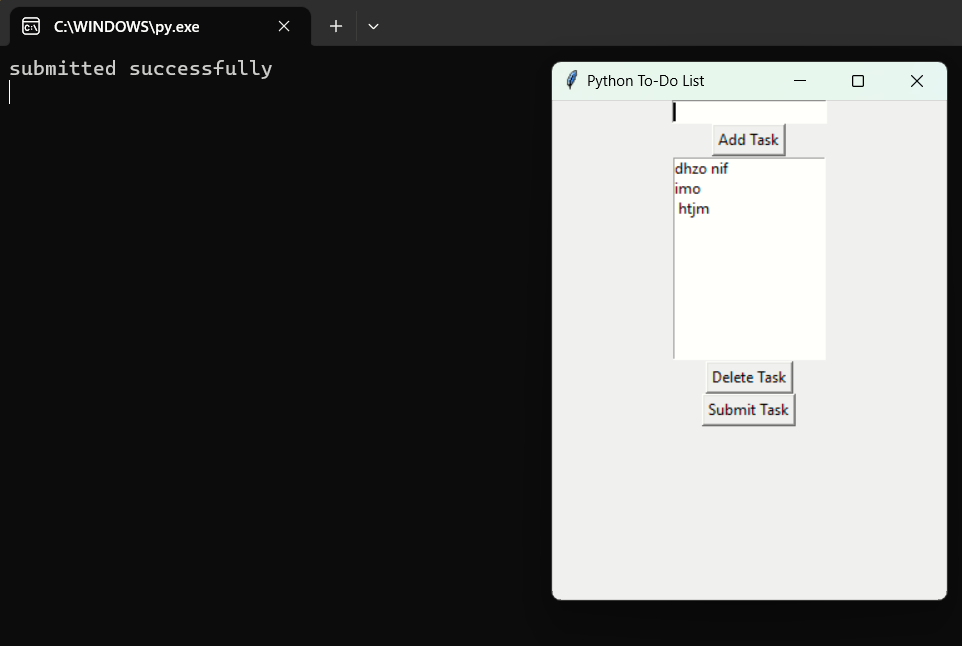 C:\WINDOWS\py.exe
submitted successfully
Python To-Do List
Add Task
dhzo nif
imo
htjm
Delete Task
Submit Task